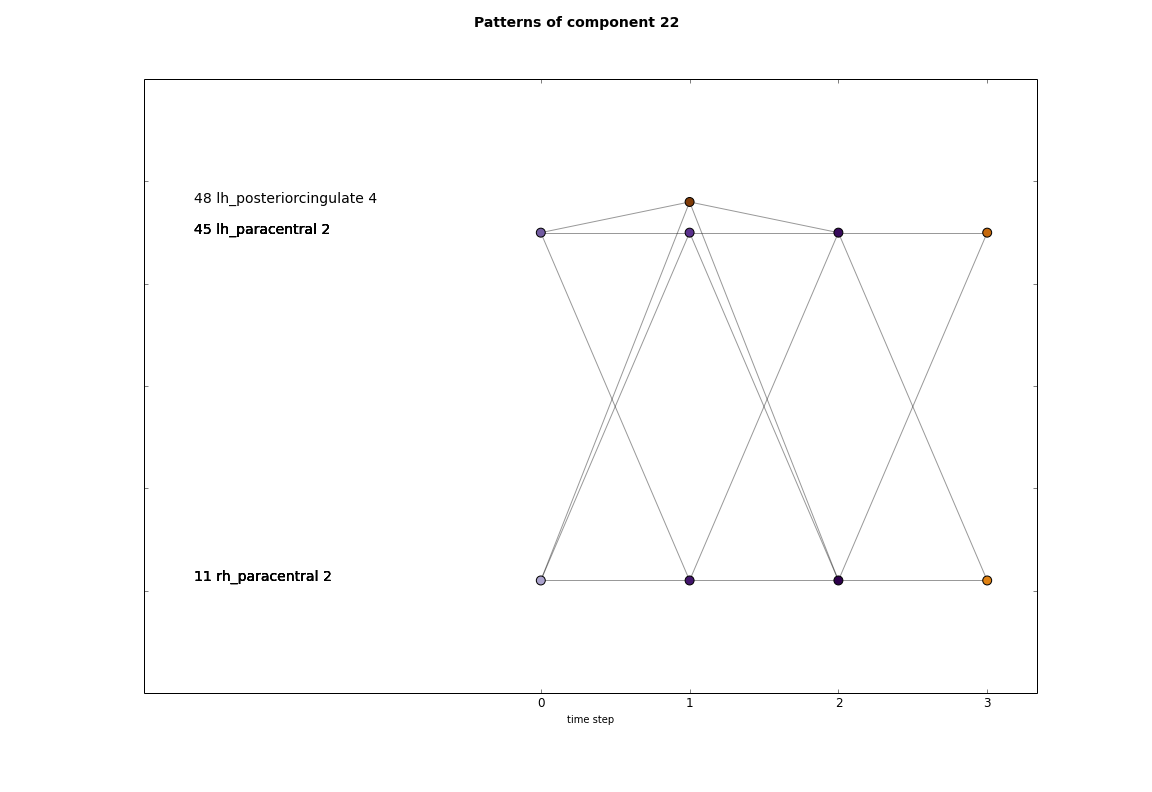 Patterns of component 22
48 lh_posteriorcingulate 4
45 lh_paracentral 2
11 rh_paracentral 2
0 1 2 3
time step